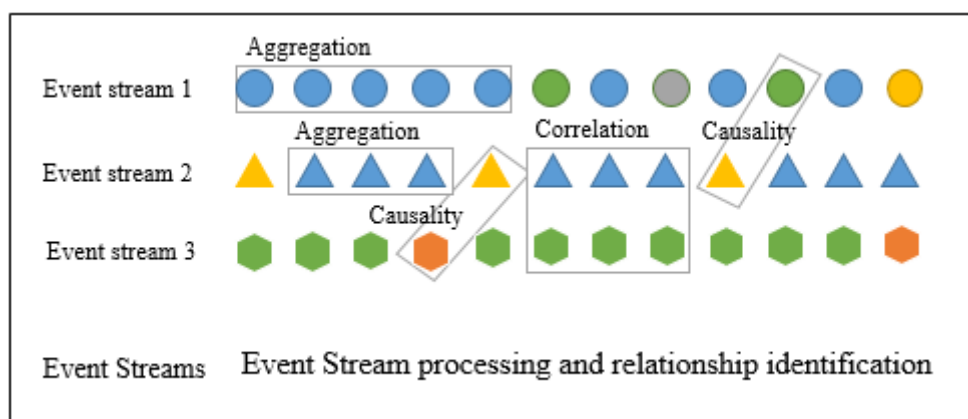 Aggregation
Event stream 1
Aggregation
Correlation
Causality
Event stream 2
Causality
Event stream 3
Event Streams
Event Stream processing and relationship identification